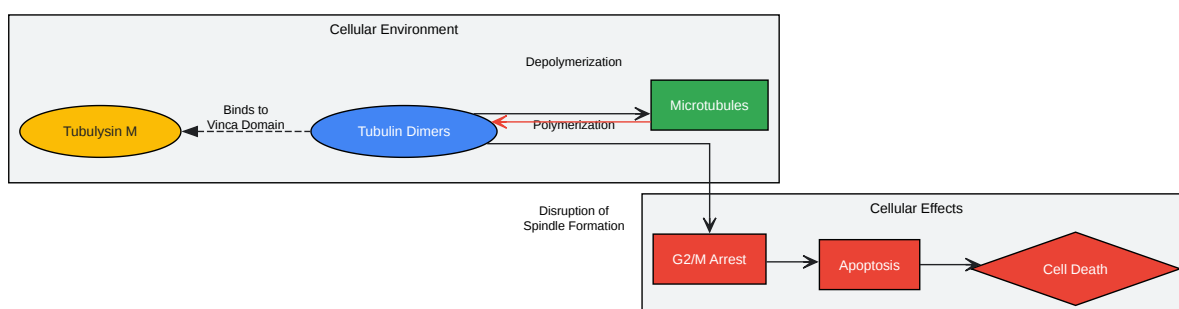 Cellular Environment
Depolymerization
Binds to
Vinca Domain
Tubulysin M
Tubulin Dimers
Microtubules
Polymerization
Disruption of
Spindle Formation
Cellular Effects
G2/M Arrest
Apoptosis
Cell Death